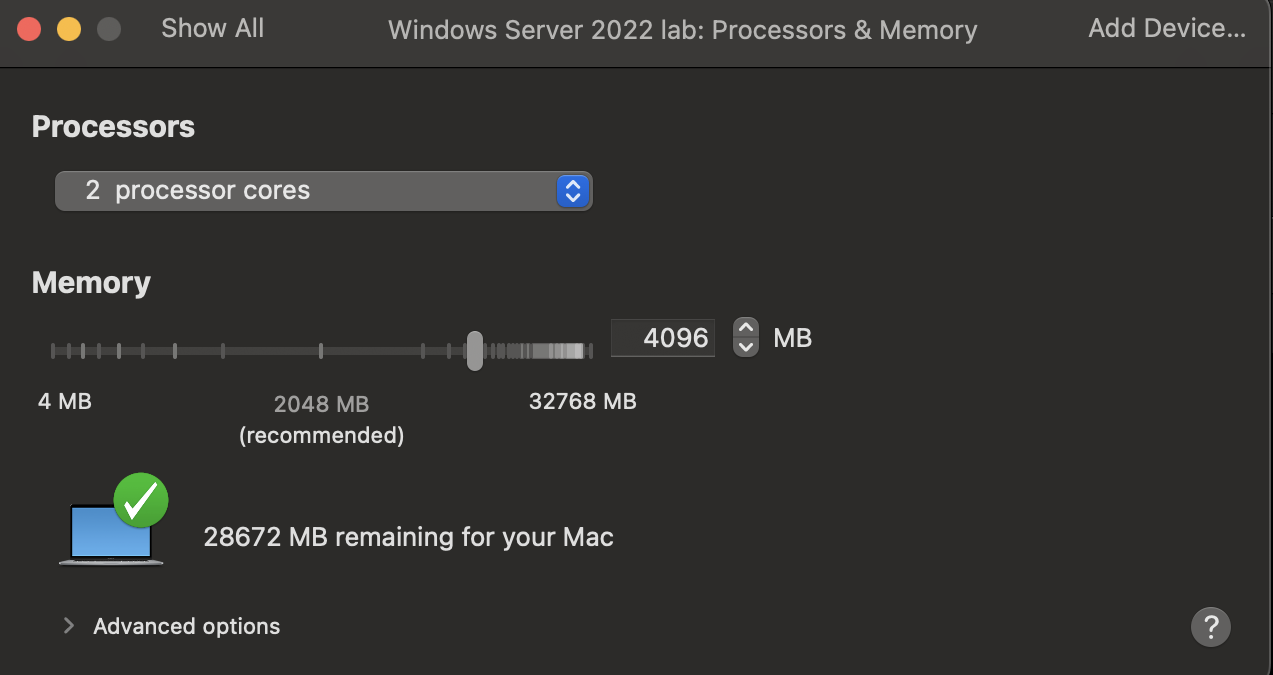 Show All Windows Server 2022 lab: Processors & Memory Add Device...
Processors
2 processor cores
Memory
4096 MB
4 MB 2048 MB 32768 MB
(recommended)
28672 MB remaining for your Mac
Advanced options ?